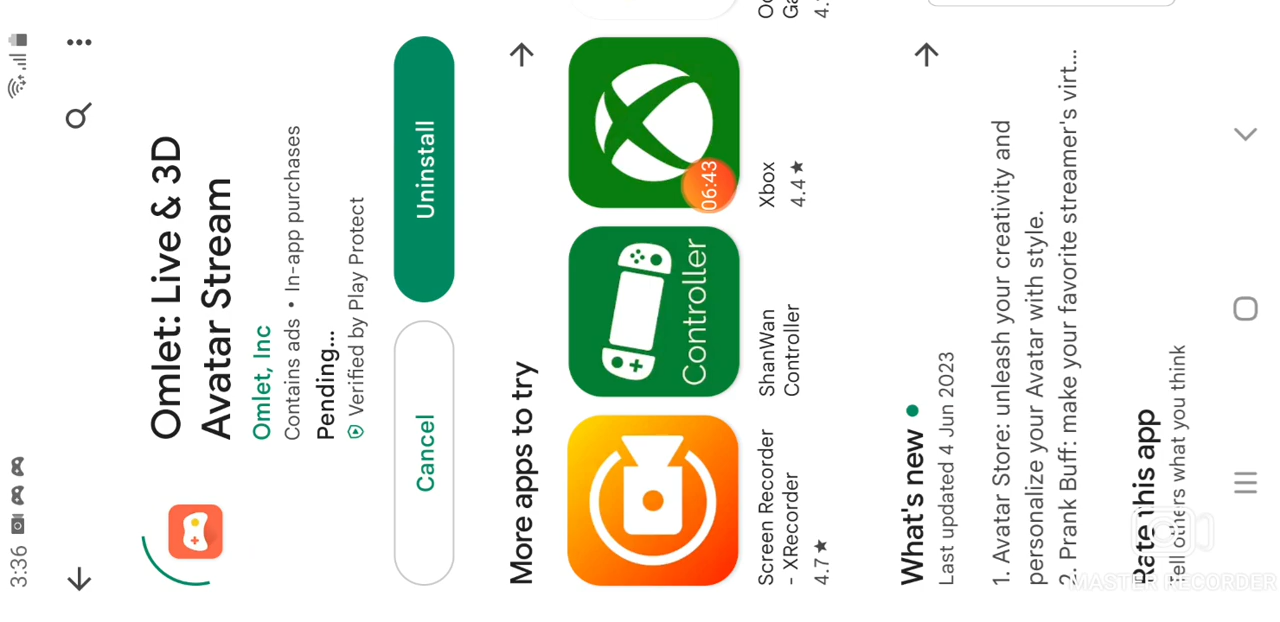 3:36
Omlet: Live & 3D
Avatar Stream
Omlet, Inc
Contains ads • In-app purchases
Pending...
Verified by Play Protect
Cancel
Uninstall
More apps to try
Controller
06:43
Screen Recorder
- XRecorder
4.7★
ShanWan
Controller
Xbox
4.4★
What's new
Last updated 4 Jun 2023
1. Avatar Store: unleash your creativity and
personalize your Avatar with style.
2. Prank Buff: make your favorite streamer's virt...
Rate this app
Tell others what you think
MASTER RECORDER